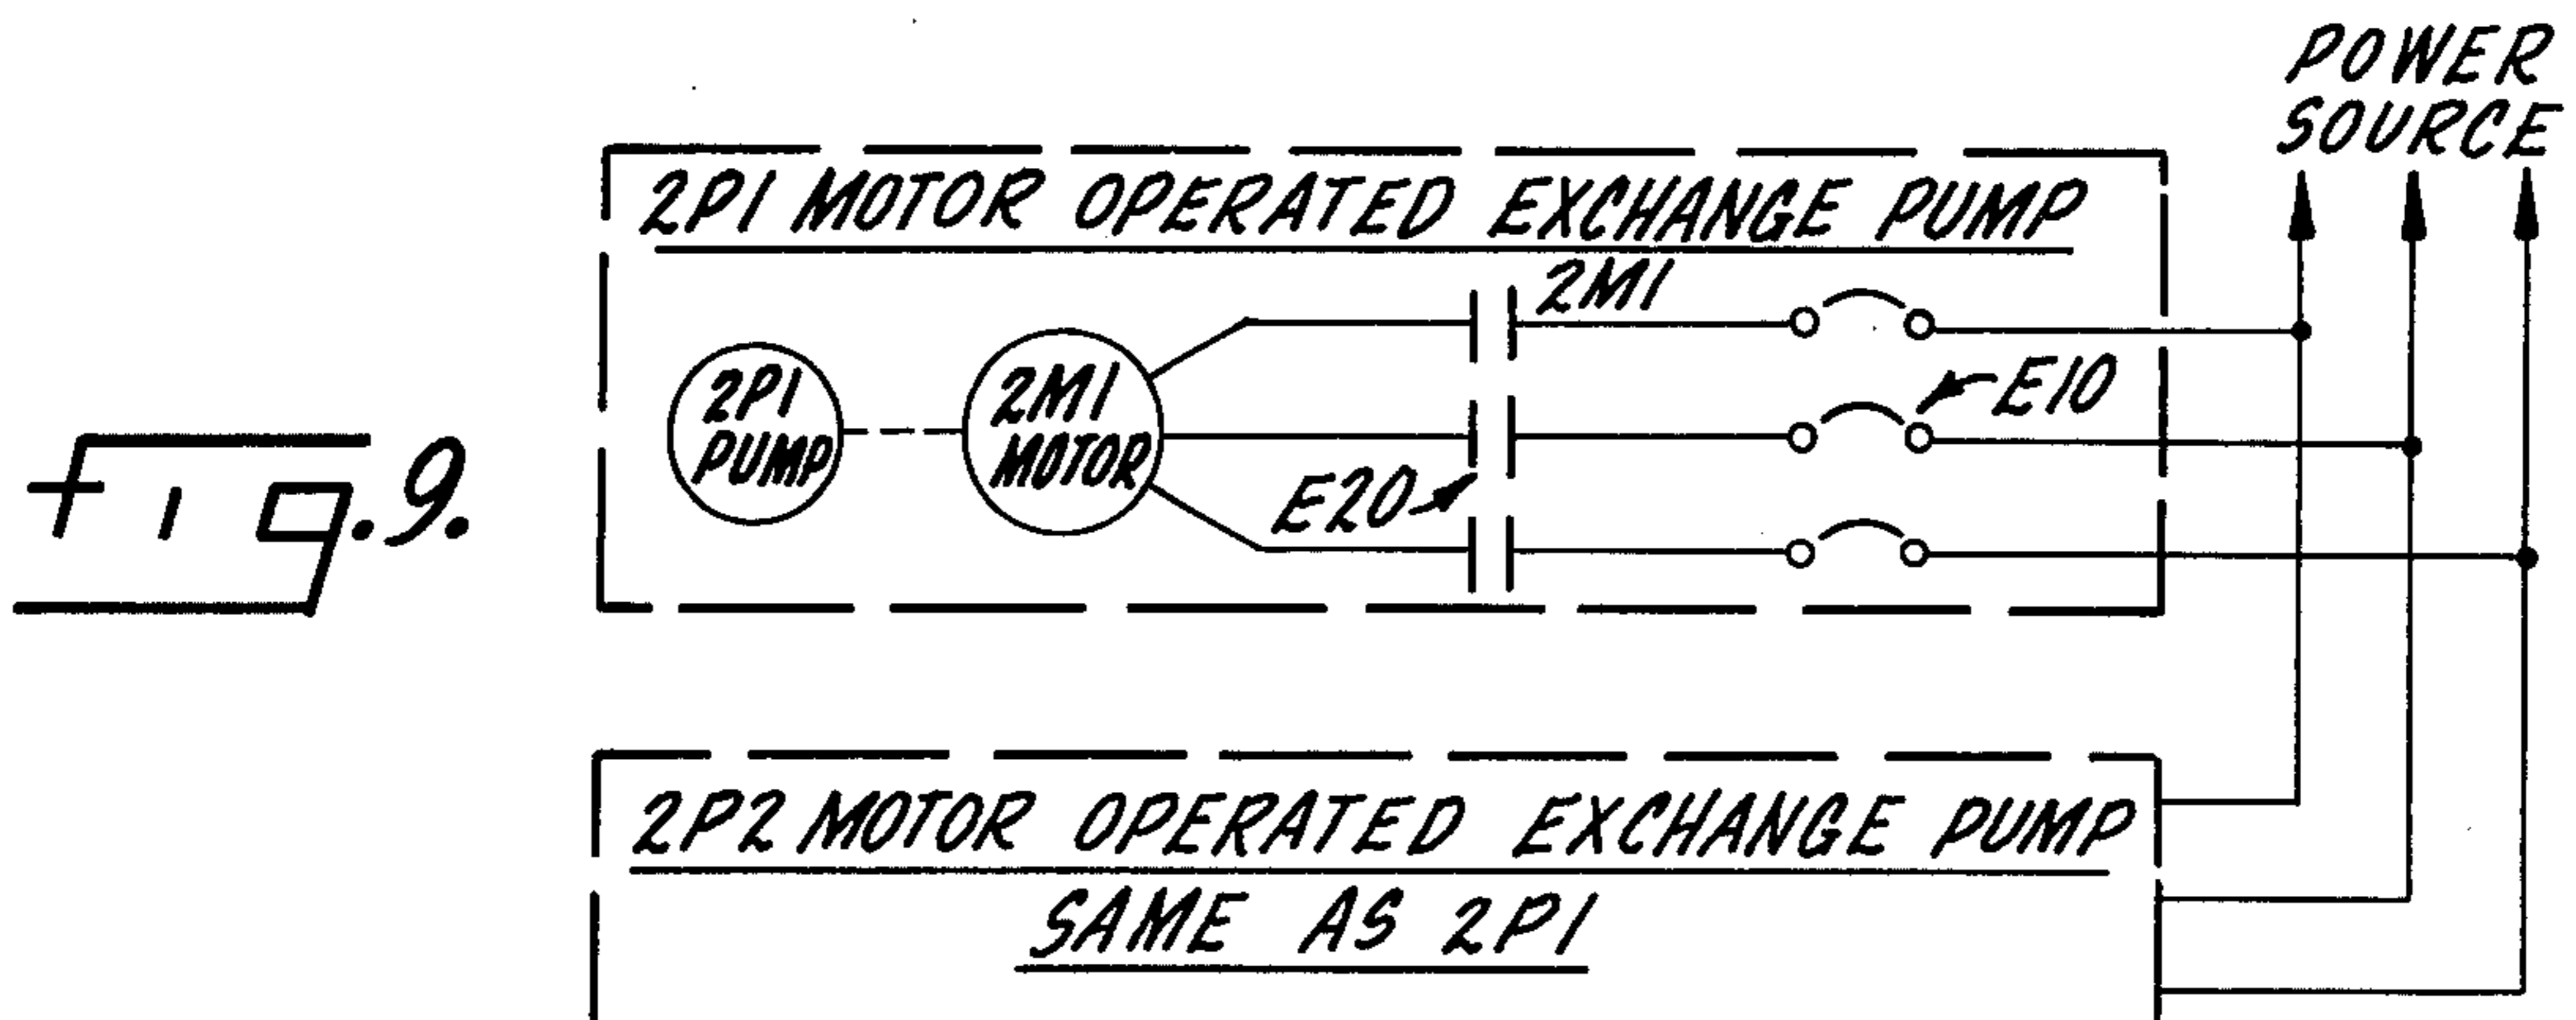 POWER
SOURCE
2P1 MOTOR OPERATED EXCHANGE PUMP
2M1
2P1
PUMP
2M1
MOTOR
E10
E20
Fig. 9.
2P2 MOTOR OPERATED EXCHANGE PUMP
SAME AS 2P1